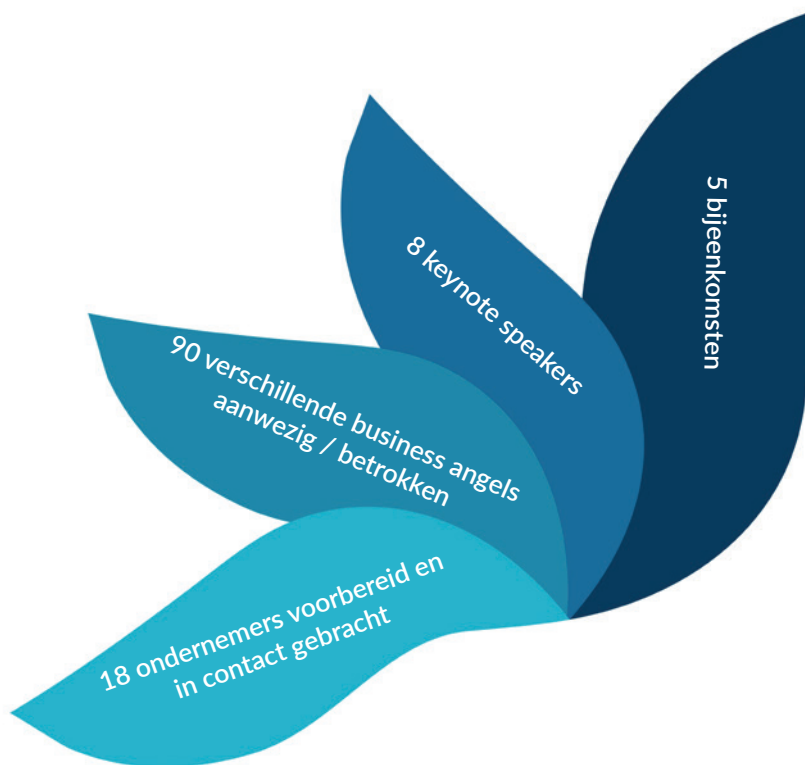 5 bijeenkomsten
8 keynote speakers
90 verschillende business angels
aanwezig / betrokken
18 ondernemers voorbereid en
in contact gebracht